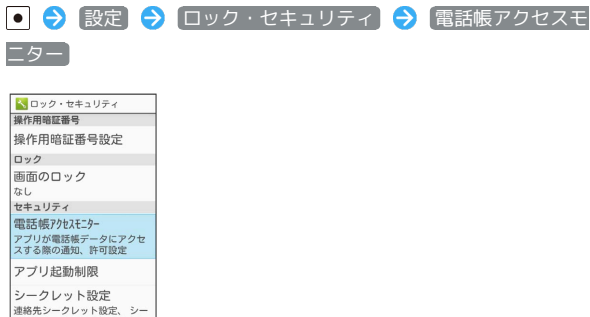 設定 ロック・セキュリティ 電話帳アクセスモ
ニター
ロック・セキュリティ
操作用暗証番号
操作用暗証番号設定
ロック
画面のロック
なし
セキュリティ
電話帳ｱｸｾｽﾓﾆﾀｰ
アプリが電話帳データにアクセ
スする際の通知、許可設定
アプリ起動制限
シークレット設定
連絡先シークレット設定、シー